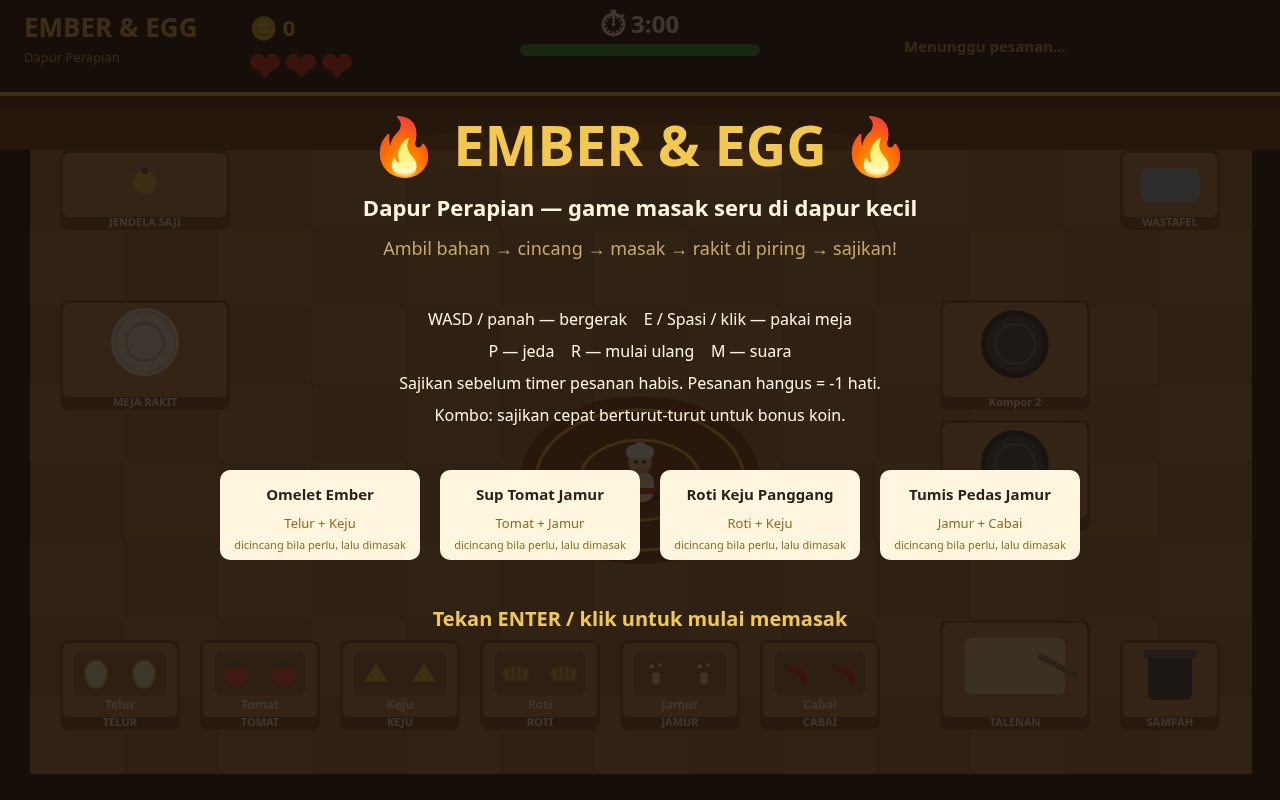 EMBER & EGG
Dapur Perapian
0
3:00
Menunggu pesanan...
EMBER & EGG
Dapur Perapian — game masak seru di dapur kecil
Ambil bahan → cincang → masak → rakit di piring → sajikan!
JENDELA SAJI
WASTAFEL
WASD / panah — bergerak E / Spasi / klik — pakai meja
P — jeda R — mulai ulang M — suara
Sajikan sebelum timer pesanan habis. Pesanan hangus = -1 hati.
Kombo: sajikan cepat berturut-turut untuk bonus koin.
MEJA RAKIT
Kompor 2
Omelet Ember
Telur + Keju
dicincang bila perlu, lalu dimasak
Sup Tomat Jamur
Tomat + Jamur
dicincang bila perlu, lalu dimasak
Roti Keju Panggang
Roti + Keju
dicincang bila perlu, lalu dimasak
Tumis Pedas Jamur
Jamur + Cabai
dicincang bila perlu, lalu dimasak
Tekan ENTER / klik untuk mulai memasak
Telur
TELUR
Tomat
TOMAT
Keju
KEJU
Roti
ROTI
Jamur
JAMUR
Cabai
CABAI
TALENAN
SAMPAH